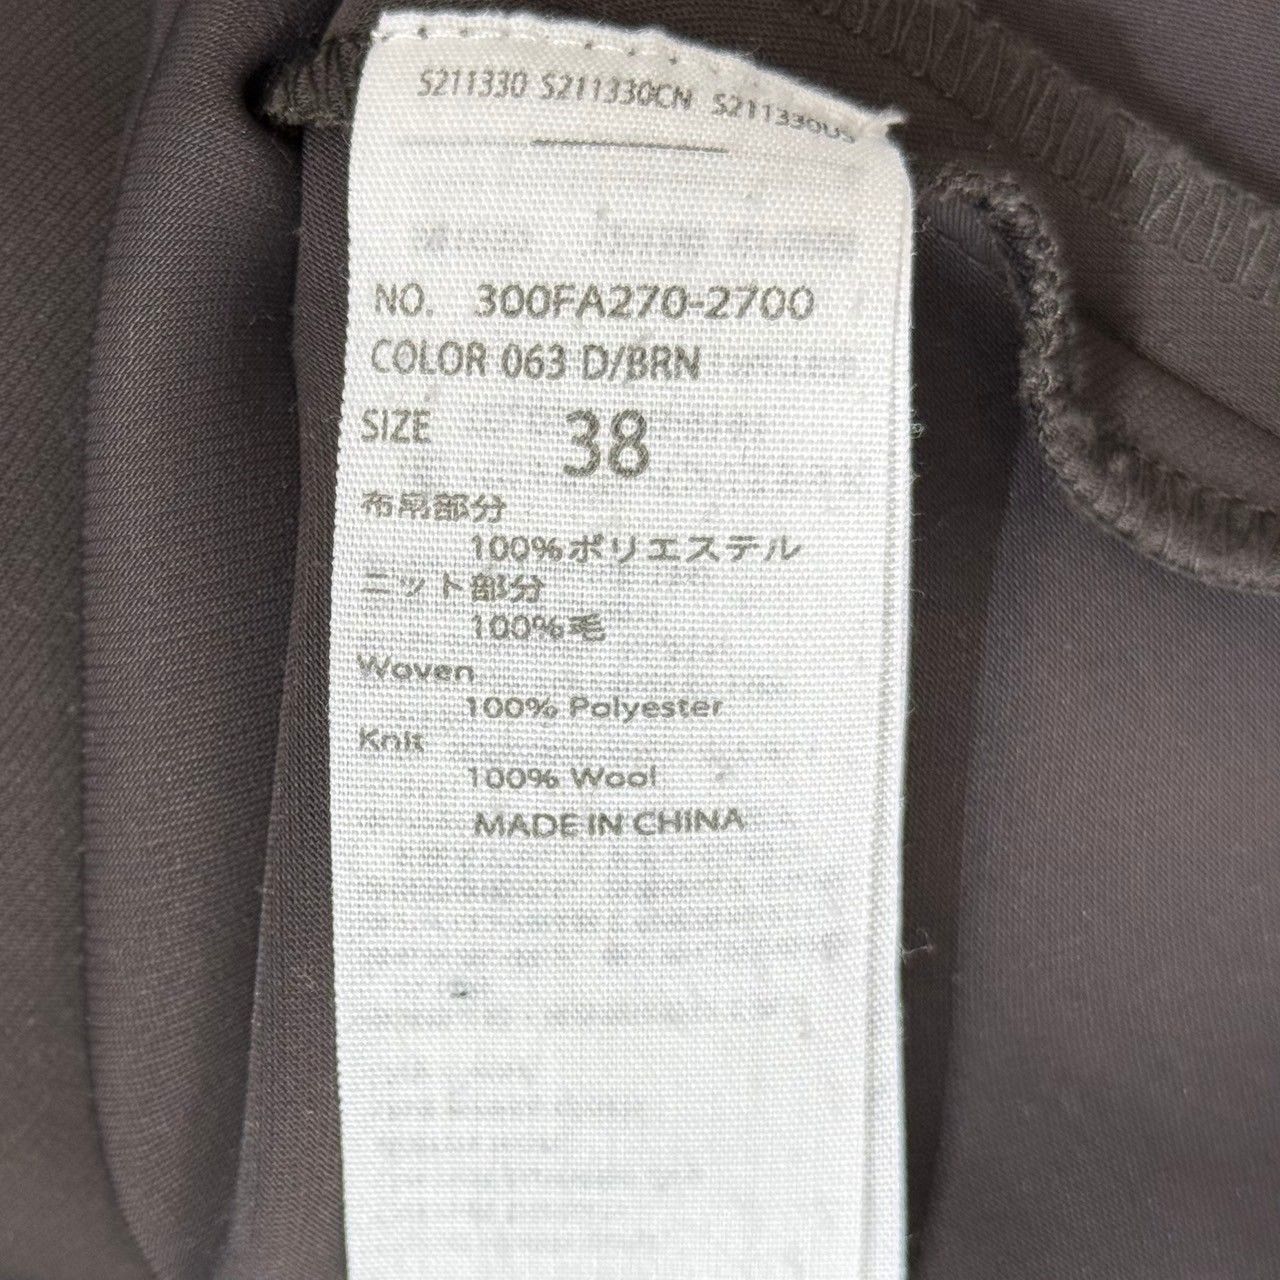 S211330 S211330CN S211330US
NO. 300FA270-2700
COLOR 063 D/BRN
SIZE 38
布帛部分
100%ポリエステル
ニット部分
100%毛
Woven
100% Polyester
Knit
100% Wool
MADE IN CHINA